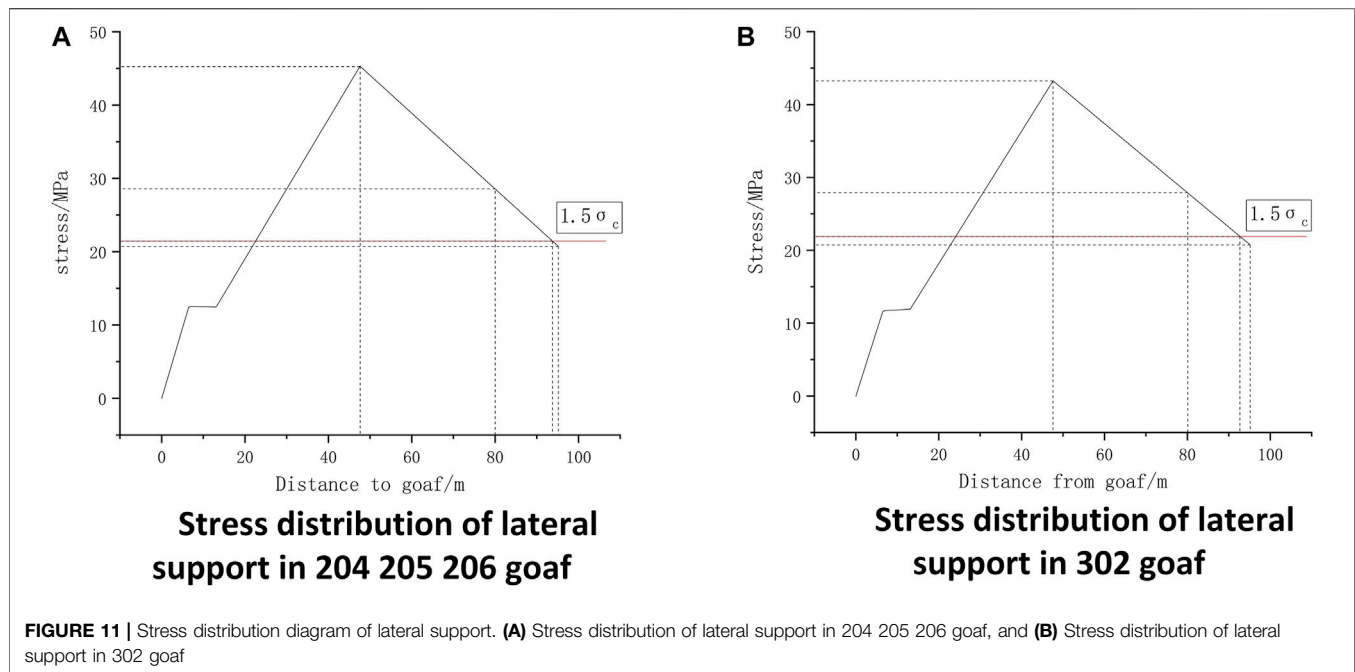 A
50
40
30
20
10
0
stress/MPa
1.5σc
0 20 40 60 80 100
Distance to goaf/m
Stress distribution of lateral
support in 204 205 206 goaf
B
50
40
30
20
10
0
Stress/MPa
1.5σc
0 20 40 60 80 100
Distance from goaf/m
Stress distribution of lateral
support in 302 goaf
FIGURE 11 | Stress distribution diagram of lateral support. (A) Stress distribution of lateral support in 204 205 206 goaf, and (B) Stress distribution of lateral
support in 302 goaf